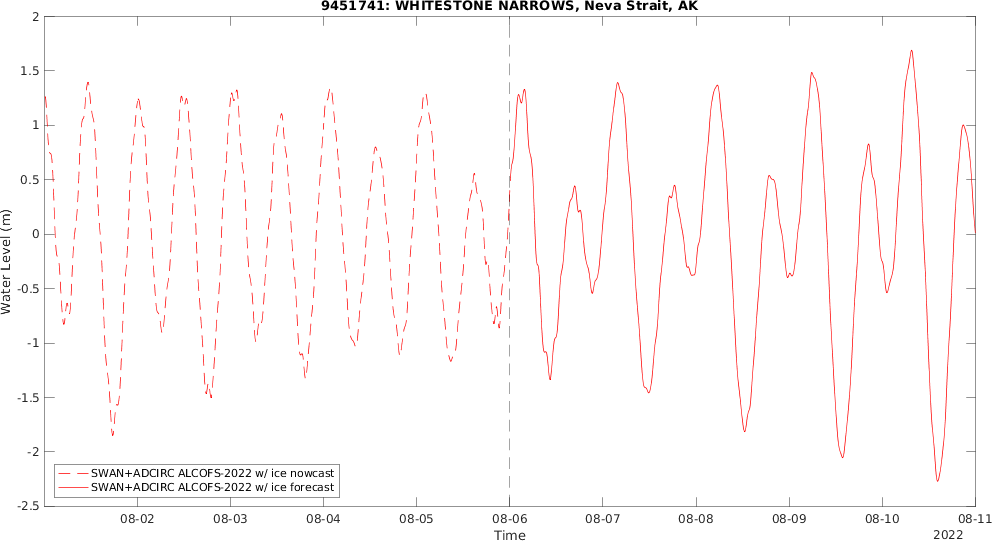 9451741: WHITESTONE NARROWS, Neva Strait, AK
2
1.5
1
0.5
0
-0.5
-1
-1.5
-2
-2.5
Water Level (m)
SWAN+ADCIRC ALCOFS-2022 w/ ice nowcast
SWAN+ADCIRC ALCOFS-2022 w/ ice forecast
08-02 08-03 08-04 08-05 08-06 08-07 08-08 08-09 08-10 08-11
Time
2022